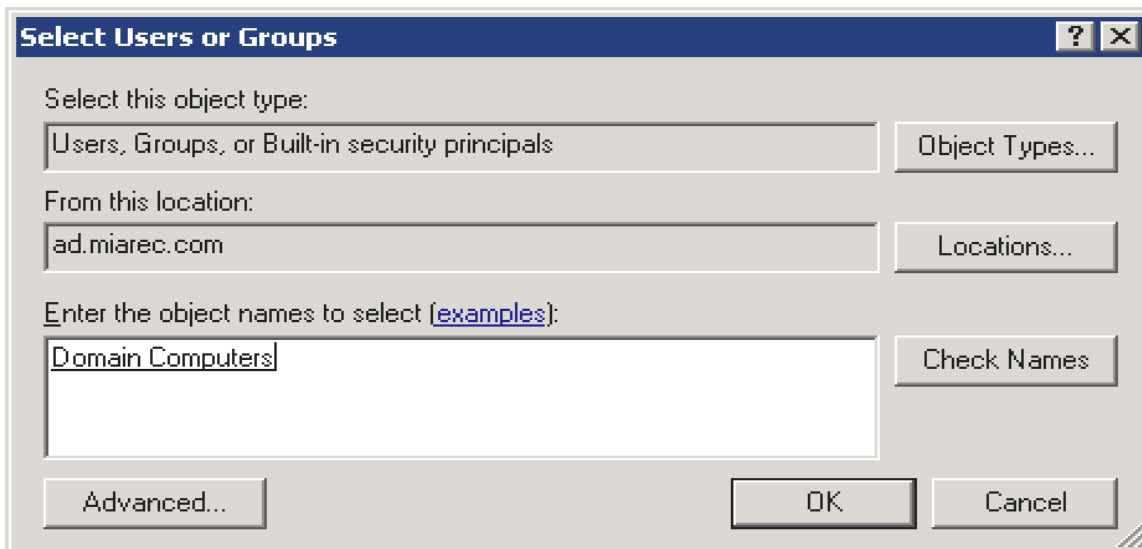 Select Users or Groups
? X
Select this object type:
Users, Groups, or Built-in security principals
Object Types...
From this location:
ad.miarec.com
Locations...
Enter the object names to select (examples):
Domain Computers
Check Names
Advanced...
OK
Cancel